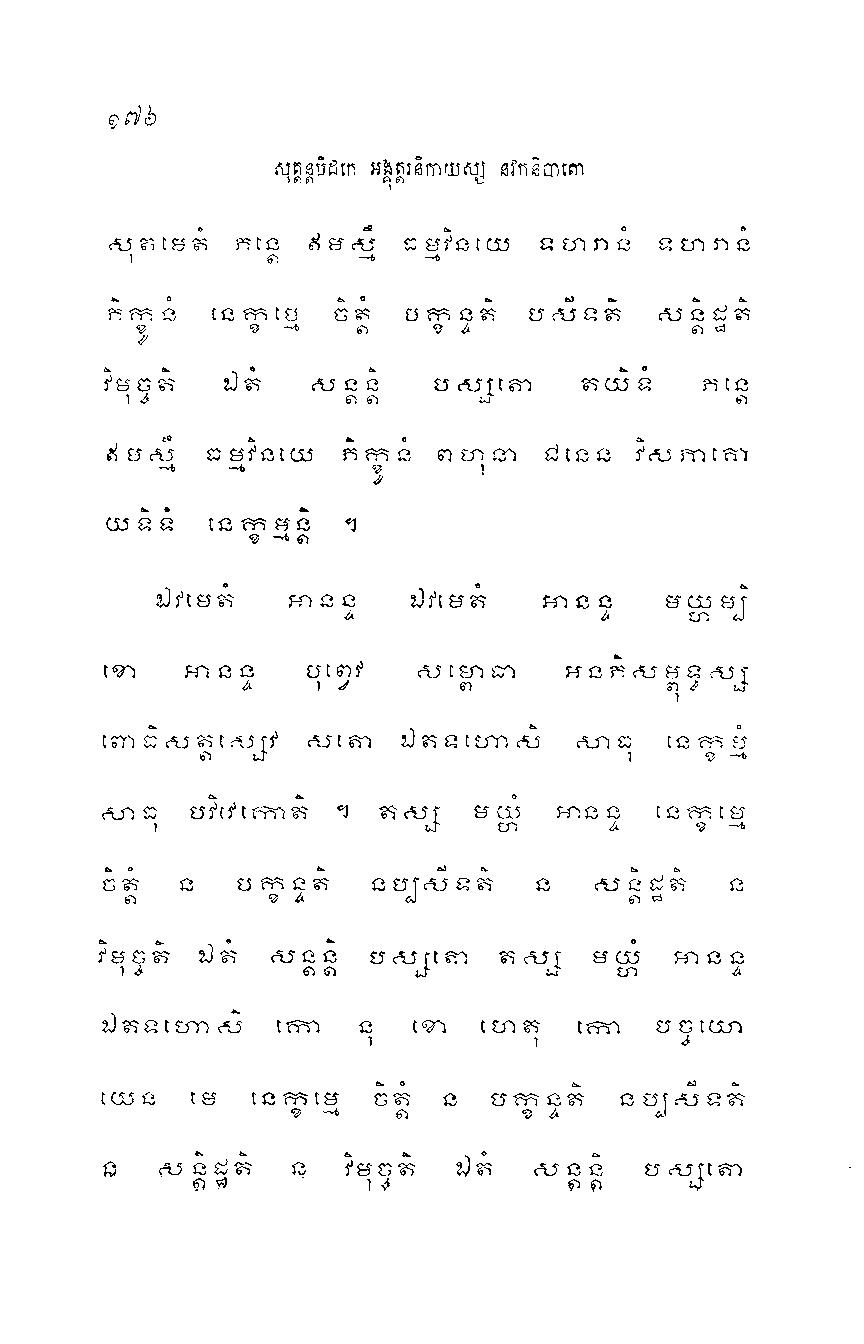 ១៧៦
សុត្តន្តបិដកេ អង្គុត្តរនិកាយស្ស នវកនិបាតោ
សុតមេតំ ភន្តេ ឥមស្មឹ ធម្មវិនយេ ទហរានំ ទហរានំ
ភិក្ខូនំ នេក្ខម្មេ ចិត្តំ បក្ខន្ទតិ បសីទតិ សន្តិដ្ឋតិ
វិមុច្ចតិ ឯតំ សន្តន្តិ បស្សតោ តយិទំ ភន្តេ
ឥមស្មឹ ធម្មវិនយេ ភិក្ខូនំ ពហុនា ជនេន វិសភាគោ
យទិទំ នេក្ខម្មន្តិ ។
ឯវមេតំ អានន្ទ ឯវមេតំ អានន្ទ មយ្ហម្បិ
ខោ អានន្ទ បុព្វេវ សម្ពោធា អនភិសម្ពុទ្ធស្ស
ពោធិសត្តស្សេវ សតោ ឯតទហោសិ សាធុ នេក្ខម្មំ
សាធុ បវិវេកោតិ ។ តស្ស មយ្ហំ អានន្ទ នេក្ខម្មេ
ចិត្តំ ន បក្ខន្ទតិ នប្បសីទតិ ន សន្តិដ្ឋតិ ន
វិមុច្ចតិ ឯតំ សន្តន្តិ បស្សតោ តស្ស មយ្ហំ អានន្ទ
ឯតទហោសិ កោ នុ ខោ ហេតុ កោ បច្ចយោ
យេន មេ នេក្ខម្មេ ចិត្តំ ន បក្ខន្ទតិ នប្បសីទតិ
ន សន្តិដ្ឋតិ ន វិមុច្ចតិ ឯតំ សន្តន្តិ បស្សតោ